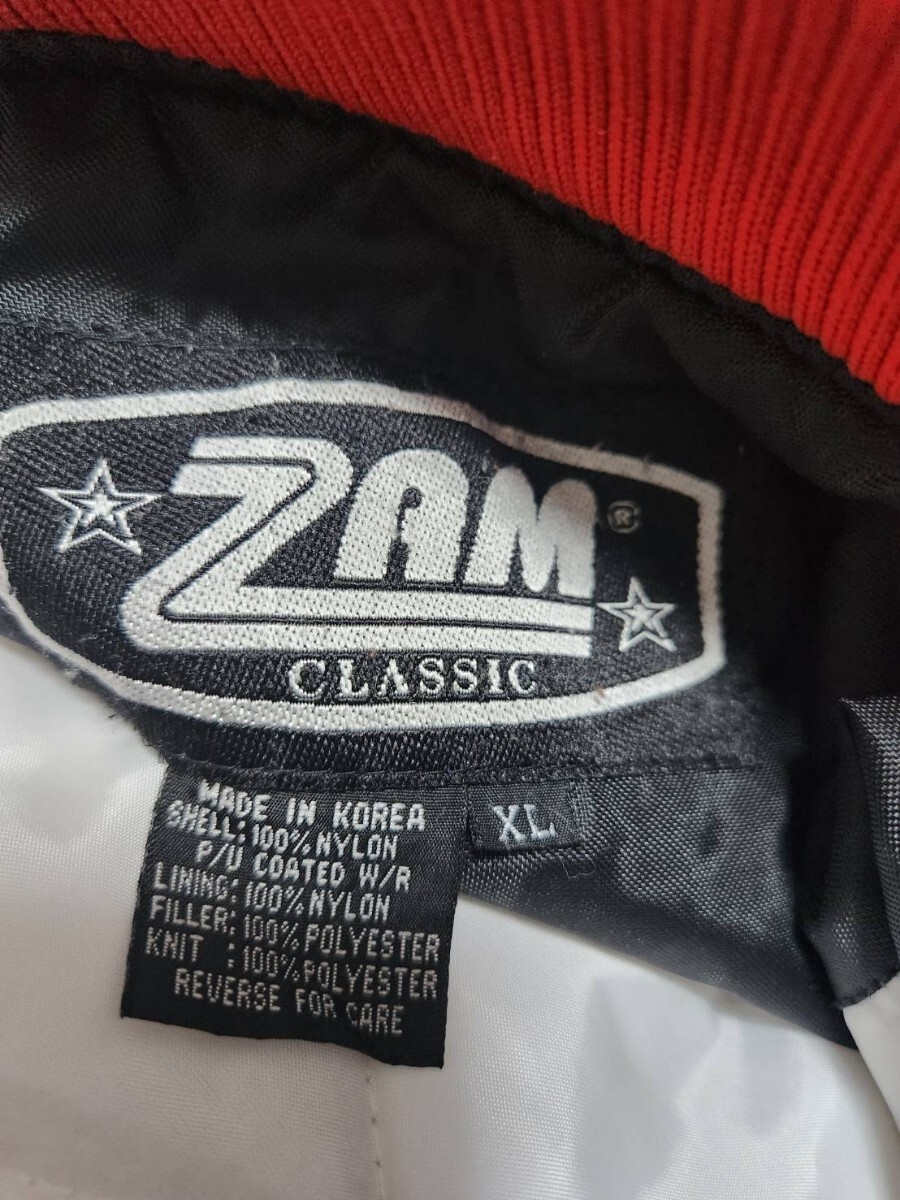 ZAM ®
CLASSIC
XL
MADE IN KOREA
SHELL: 100% NYLON
P/U COATED W/R
LINING: 100% NYLON
FILLER: 100% POLYESTER
KNIT : 100% POLYESTER
REVERSE FOR CARE